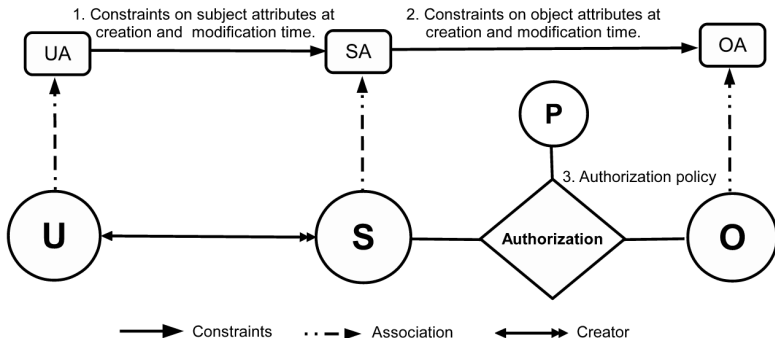 1. Constraints on subject attributes at
creation and modification time.
2. Constraints on object attributes at
creation and modification time.
UA
SA
OA
P
3. Authorization policy
U
S
Authorization
O
Constraints
Association
Creator